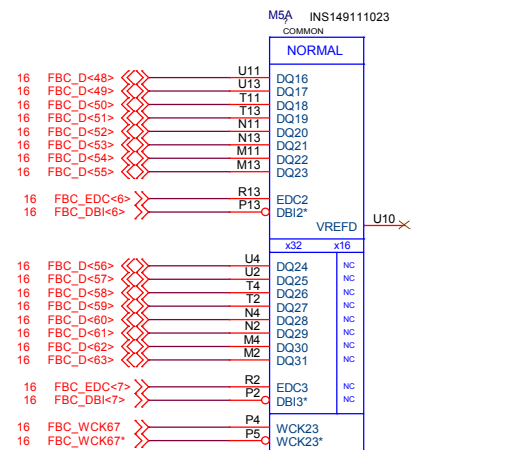 M5A INS149111023
COMMON
NORMAL
16 FBC_D<48> U11 DQ16
16 FBC_D<49> U13 DQ17
16 FBC_D<50> T11 DQ18
16 FBC_D<51> T13 DQ19
16 FBC_D<52> N11 DQ20
16 FBC_D<53> N13 DQ21
16 FBC_D<54> M11 DQ22
16 FBC_D<55> M13 DQ23
16 FBC_EDC<6> R13 EDC2
16 FBC_DBI<6> P13 DBI2*
VREFD U10
x32 x16
16 FBC_D<56> U4 DQ24 NC
16 FBC_D<57> U2 DQ25 NC
16 FBC_D<58> T4 DQ26 NC
16 FBC_D<59> T2 DQ27 NC
16 FBC_D<60> N4 DQ28 NC
16 FBC_D<61> N2 DQ29 NC
16 FBC_D<62> M4 DQ30 NC
16 FBC_D<63> M2 DQ31 NC
16 FBC_EDC<7> R2 EDC3 NC
16 FBC_DBI<7> P2 DBI3* NC
16 FBC_WCK67 P4 WCK23
16 FBC_WCK67* P5 WCK23*